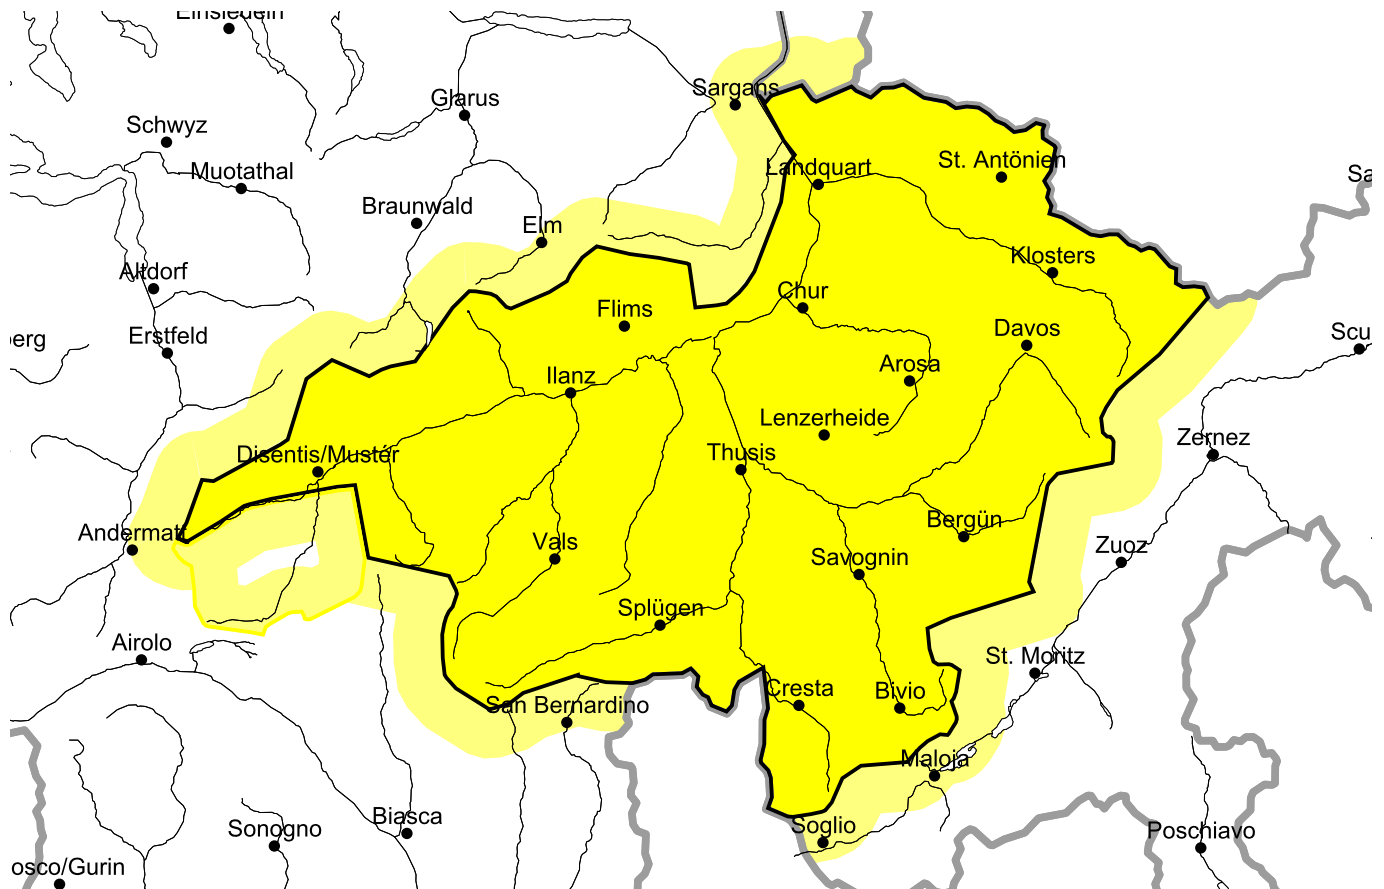 Einsiedeln
Sargans
Glarus
Schwyz
Muotathal
Landquart
St. Antönien
Sa
Braunwald
Elm
Klosters
Altdorf
Chur
Flims
Erstfeld
Davos
Scu
erg
Arosa
Ilanz
Lenzerheide
Zernez
Disentis/Mustér
Thusis
Andermatt
Bergün
Vals
Zuoz
Savognin
Splügen
Airolo
St. Moritz
Cresta
Bivio
San Bernardino
Maloja
Biasca
Sonogno
Soglio
Poschiavo
osco/Gurin